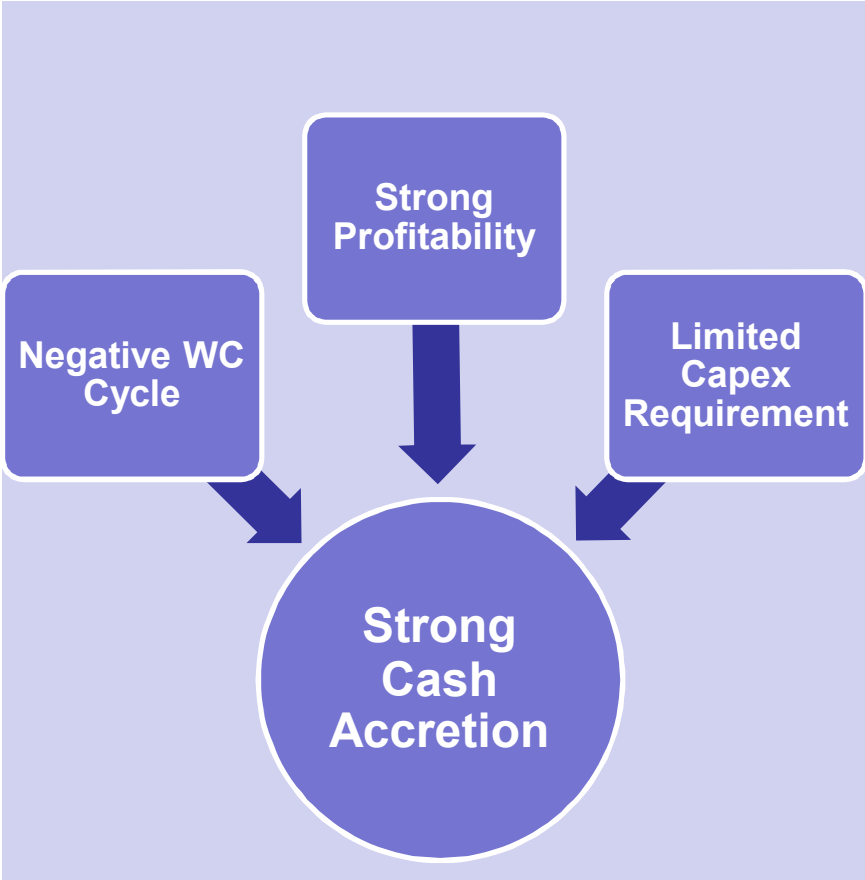 Strong
Profitability
Negative WC
Cycle
Limited
Capex
Requirement
Strong
Cash
Accretion